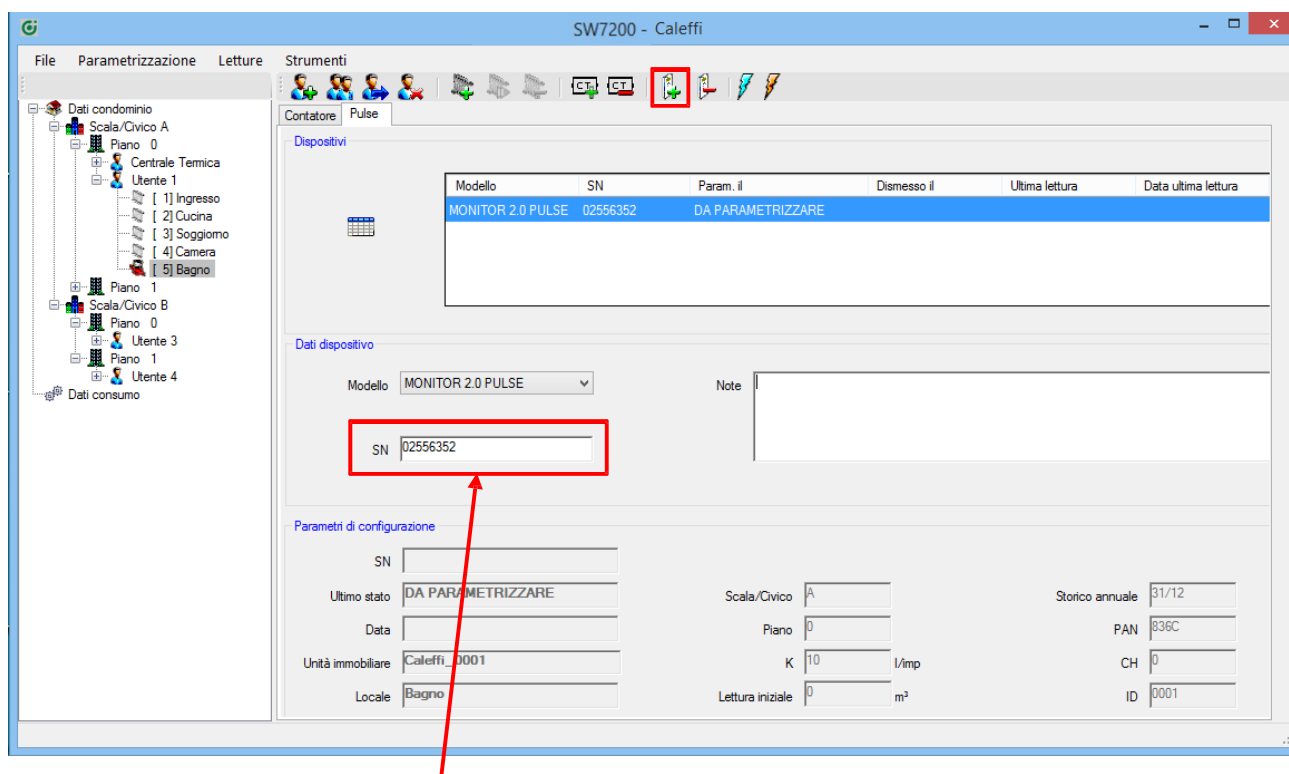 SW7200 - Caleffi
File Parametrizzazione Letture Strumenti
CTn CT
Dati condominio
Scala/Civico A
Piano 0
Centrale Termica
Utente 1
[ 1] Ingresso
[ 2] Cucina
[ 3] Soggiorno
[ 4] Camera
[ 5] Bagno
Piano 1
Scala/Civico B
Piano 0
Utente 3
Piano 1
Utente 4
Dati consumo
Contatore Pulse
Dispositivi
Modello SN Param. il Dismesso il Ultima lettura Data ultima lettura
MONITOR 2.0 PULSE 02556352 DA PARAMETRIZZARE
Dati dispositivo
Modello MONITOR 2.0 PULSE Note
SN 02556352
Parametri di configurazione
SN
Ultimo stato DA PARAMETRIZZARE Scala/Civico A Storico annuale 31/12
Data Piano 0 PAN 836C
Unità immobiliare Caleffi_0001 K 10 l/imp CH 0
Locale Bagno Lettura iniziale 0 m³ ID 0001